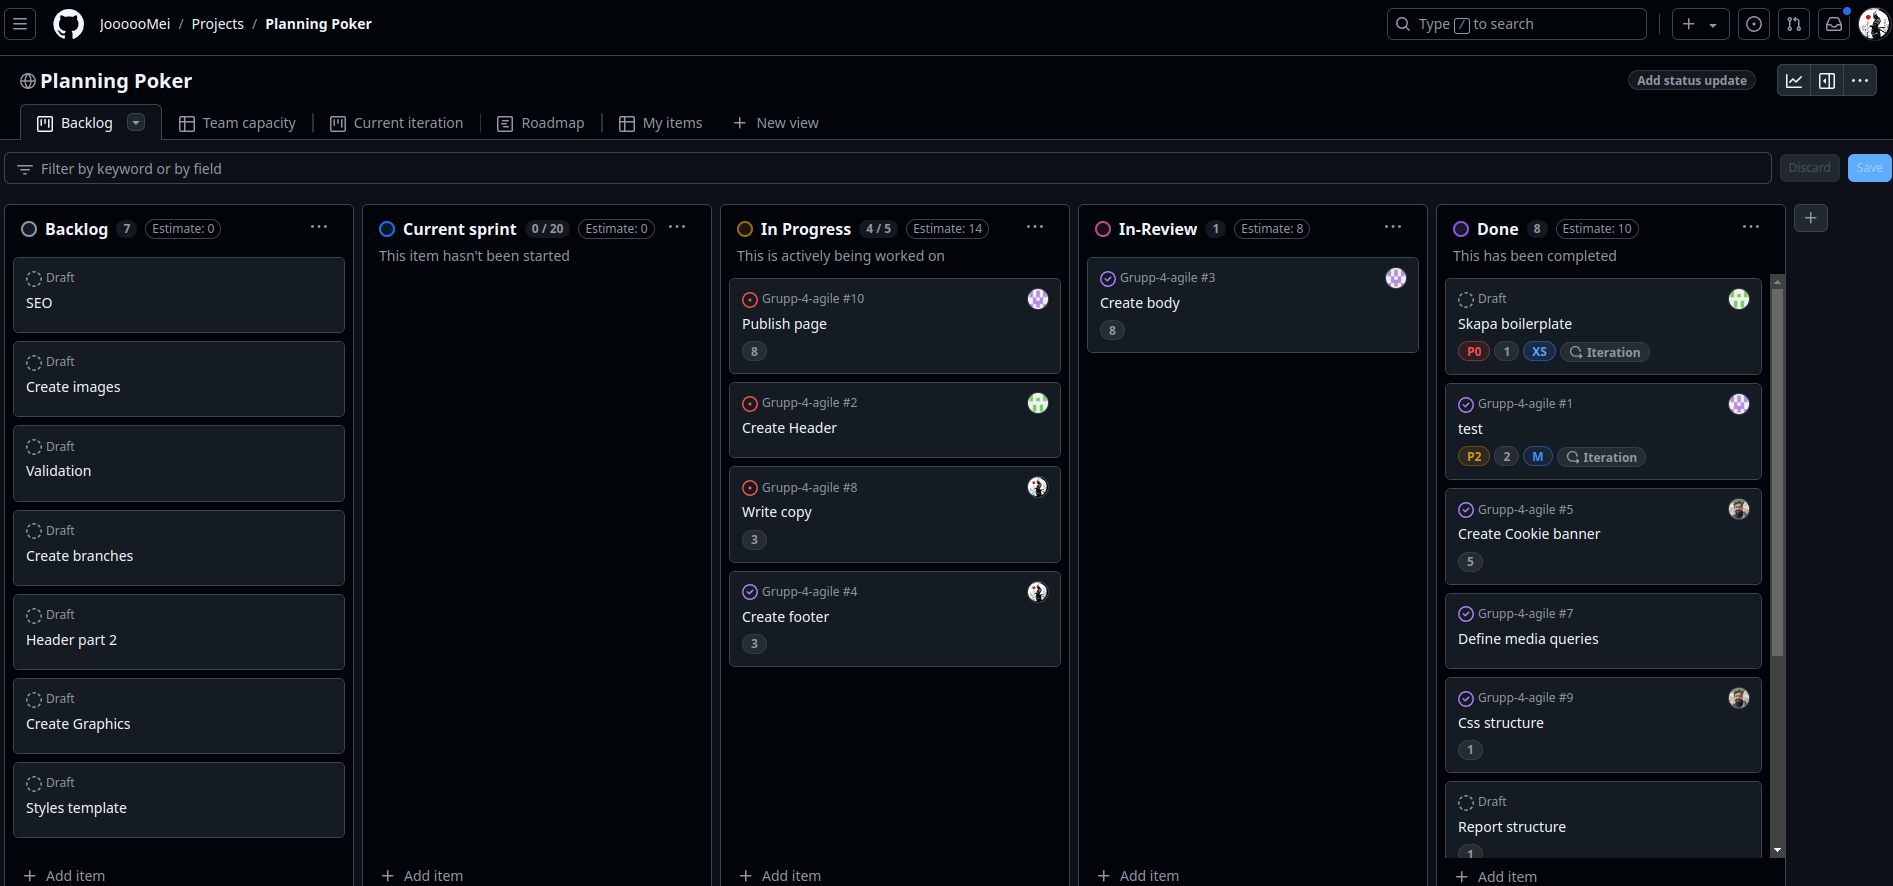 JoooooMei / Projects / Planning Poker
Type / to search
Planning Poker
Add status update
Backlog
Team capacity
Current iteration
Roadmap
My items
New view
Filter by keyword or by field
Discard
Save
Backlog 7 Estimate: 0
Draft
SEO
Draft
Create images
Draft
Validation
Draft
Create branches
Draft
Header part 2
Draft
Create Graphics
Draft
Styles template
Add item
Current sprint 0 / 20 Estimate: 0
This item hasn't been started
Add item
In Progress 4 / 5 Estimate: 14
This is actively being worked on
Grupp-4-agile #10
Publish page
8
Grupp-4-agile #2
Create Header
Grupp-4-agile #8
Write copy
3
Grupp-4-agile #4
Create footer
3
Add item
In-Review 1 Estimate: 8
Grupp-4-agile #3
Create body
8
Add item
Done 8 Estimate: 10
This has been completed
Draft
Skapa boilerplate
P0 1 XS Iteration
Grupp-4-agile #1
test
P2 2 M Iteration
Grupp-4-agile #5
Create Cookie banner
5
Grupp-4-agile #7
Define media queries
Grupp-4-agile #9
Css structure
1
Draft
Report structure
1
Add item